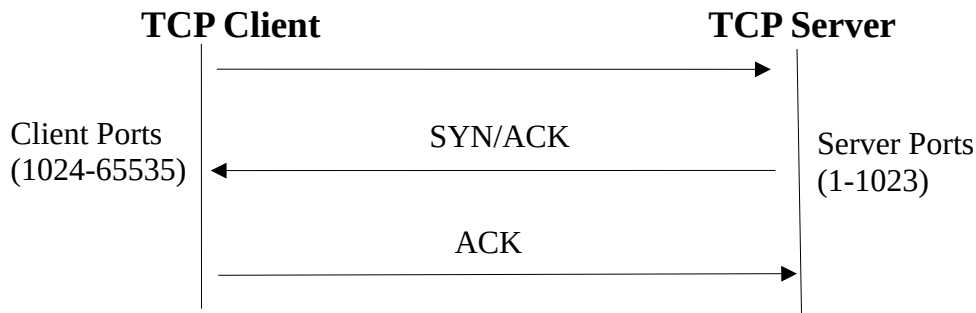 TCP Client
TCP Server
Client Ports
(1024-65535)
SYN/ACK
Server Ports
(1-1023)
ACK